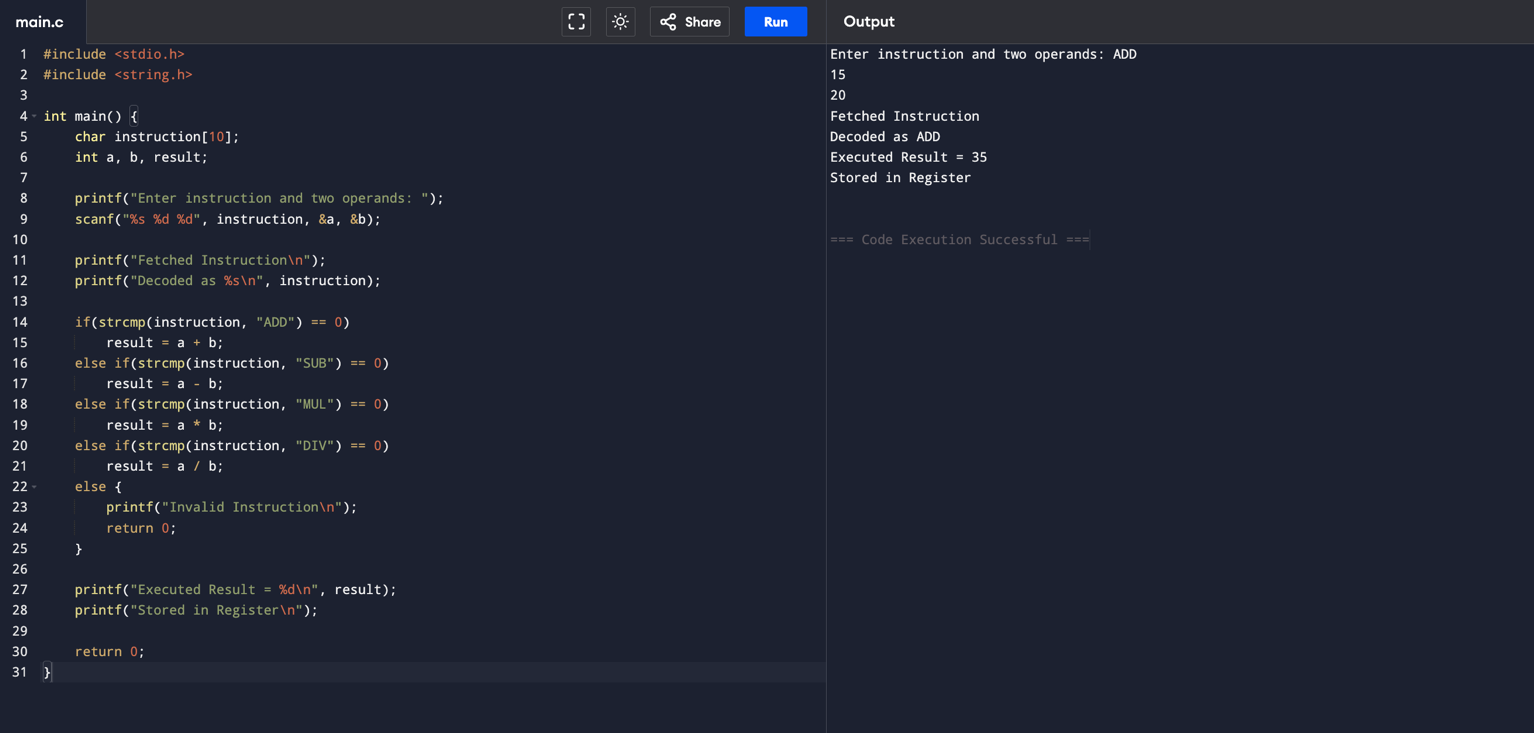 main.c
Share
Run
Output
1 #include <stdio.h>
2 #include <string.h>
3
4 int main() {
5     char instruction[10];
6     int a, b, result;
7
8     printf("Enter instruction and two operands: ");
9     scanf("%s %d %d", instruction, &a, &b);
10
11     printf("Fetched Instruction\n");
12     printf("Decoded as %s\n", instruction);
13
14     if(strcmp(instruction, "ADD") == 0)
15         result = a + b;
16     else if(strcmp(instruction, "SUB") == 0)
17         result = a - b;
18     else if(strcmp(instruction, "MUL") == 0)
19         result = a * b;
20     else if(strcmp(instruction, "DIV") == 0)
21         result = a / b;
22     else {
23         printf("Invalid Instruction\n");
24         return 0;
25     }
26
27     printf("Executed Result = %d\n", result);
28     printf("Stored in Register\n");
29
30     return 0;
31 }
Enter instruction and two operands: ADD
15
20
Fetched Instruction
Decoded as ADD
Executed Result = 35
Stored in Register
=== Code Execution Successful ===